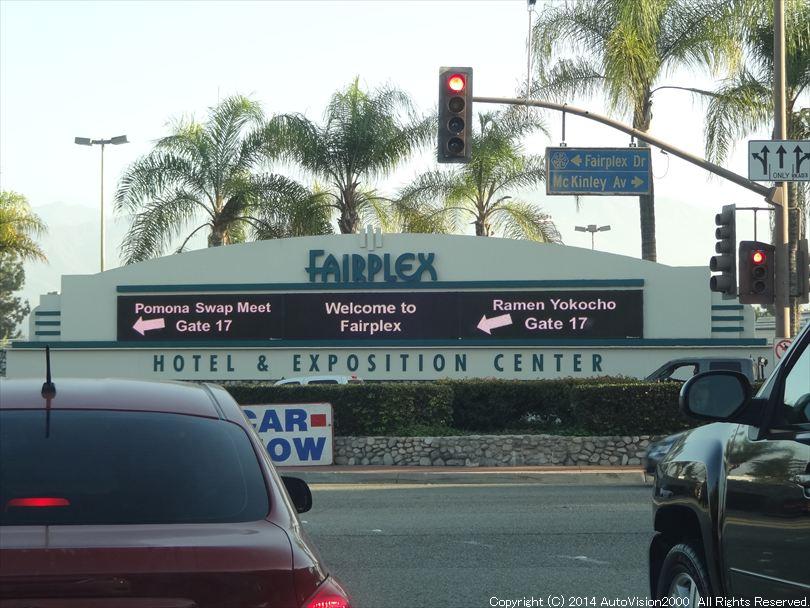 Fairplex Dr
McKinley Av
ONLY
FAIRPLEX
Pomona Swap Meet
Gate 17
Welcome to
Fairplex
Ramen Yokocho
Gate 17
HOTEL & EXPOSITION CENTER
CAR
Copyright (C) 2014 AutoVision2000 All Rights Reserved